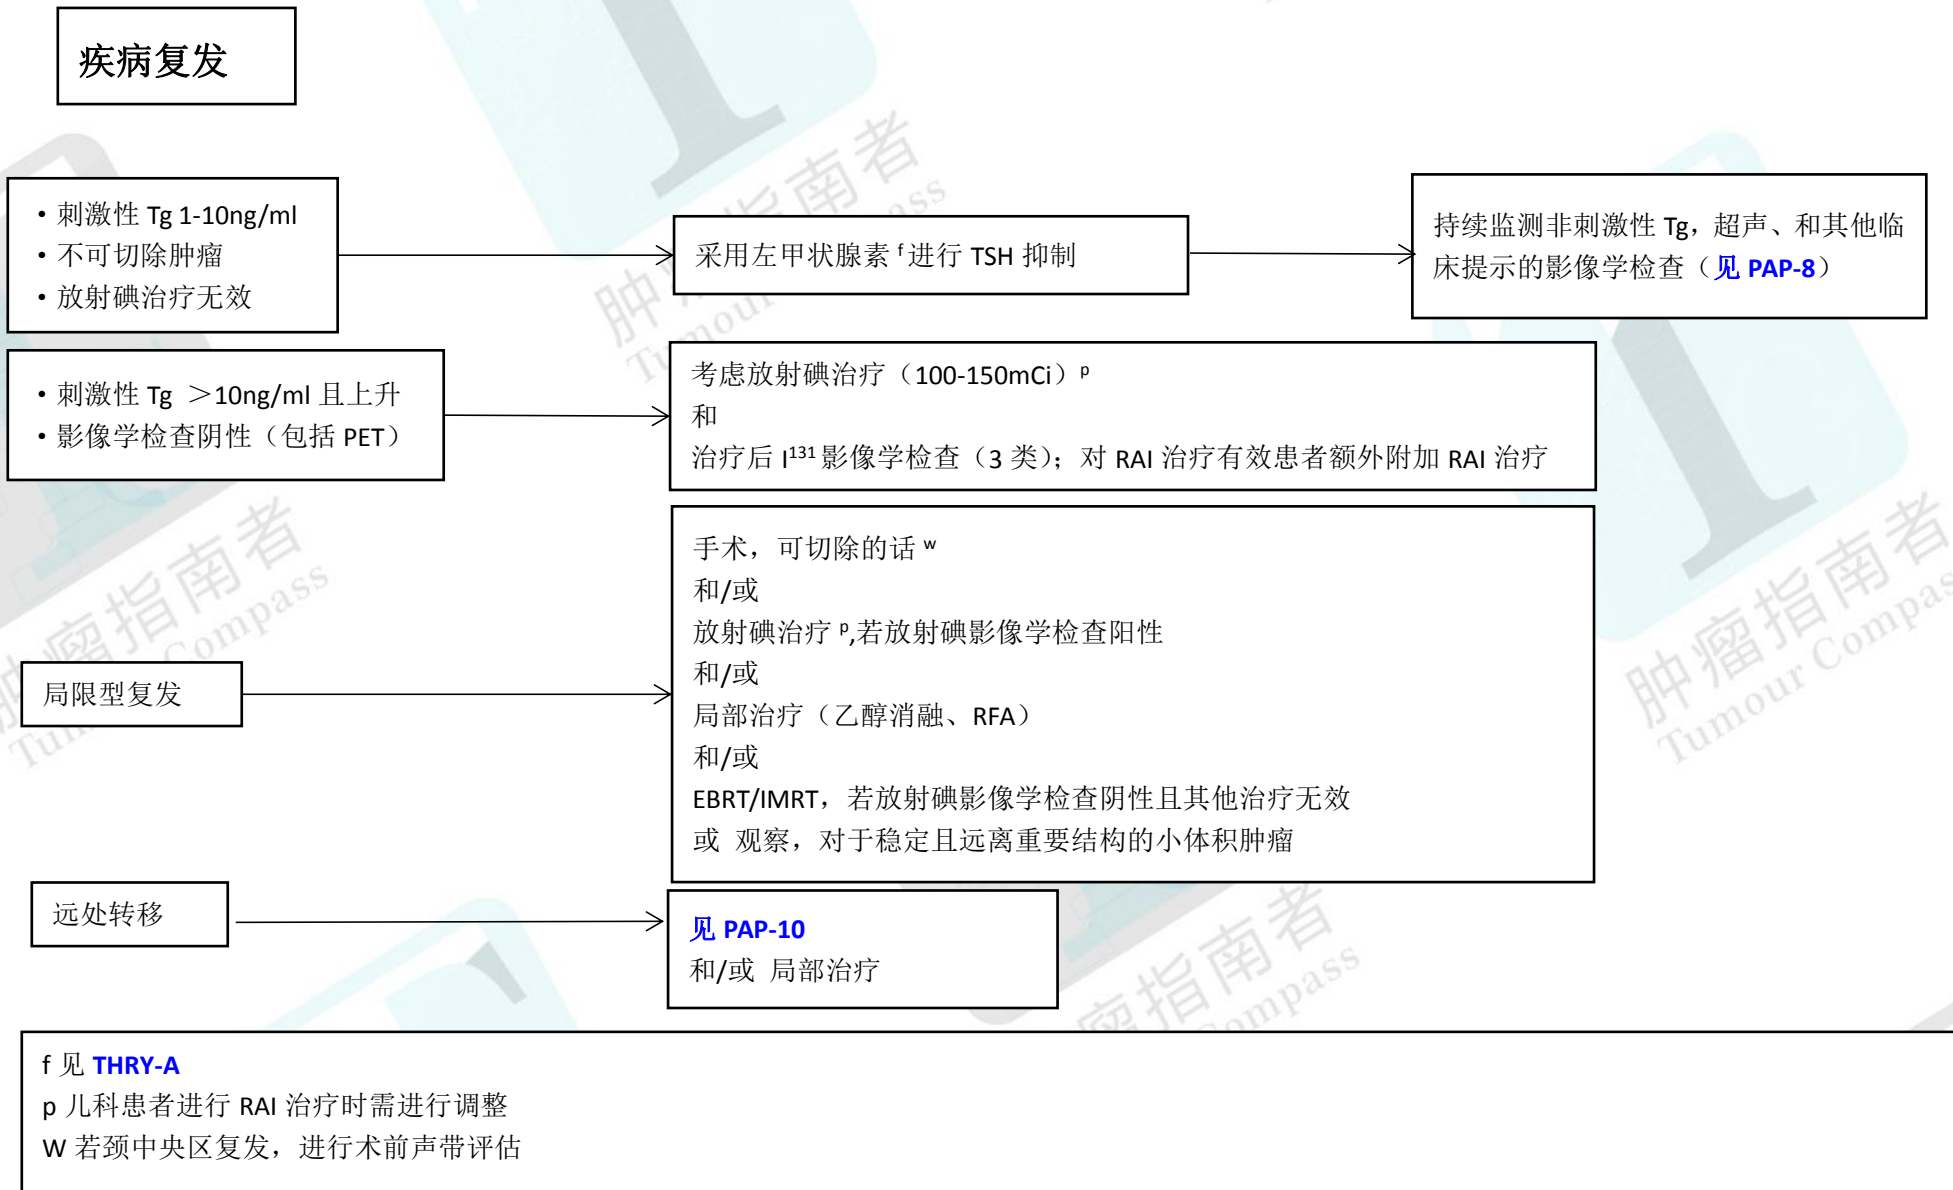 疾病复发
• 刺激性 Tg 1-10ng/ml
• 不可切除肿瘤
• 放射碘治疗无效
采用左甲状腺素 f 进行 TSH 抑制
持续监测非刺激性 Tg，超声、和其他临
床提示的影像学检查（见 PAP-8）
• 刺激性 Tg ＞10ng/ml 且上升
• 影像学检查阴性（包括 PET）
考虑放射碘治疗（100-150mCi）p
和
治疗后 I131 影像学检查（3 类）；对 RAI 治疗有效患者额外附加 RAI 治疗
局限型复发
手术，可切除的话 w
和/或
放射碘治疗 p,若放射碘影像学检查阳性
和/或
局部治疗（乙醇消融、RFA）
和/或
EBRT/IMRT，若放射碘影像学检查阴性且其他治疗无效
或 观察，对于稳定且远离重要结构的小体积肿瘤
远处转移
见 PAP-10
和/或 局部治疗
f 见 THRY-A
p 儿科患者进行 RAI 治疗时需进行调整
W 若颈中央区复发，进行术前声带评估
肿瘤指南者
Tumour Compass